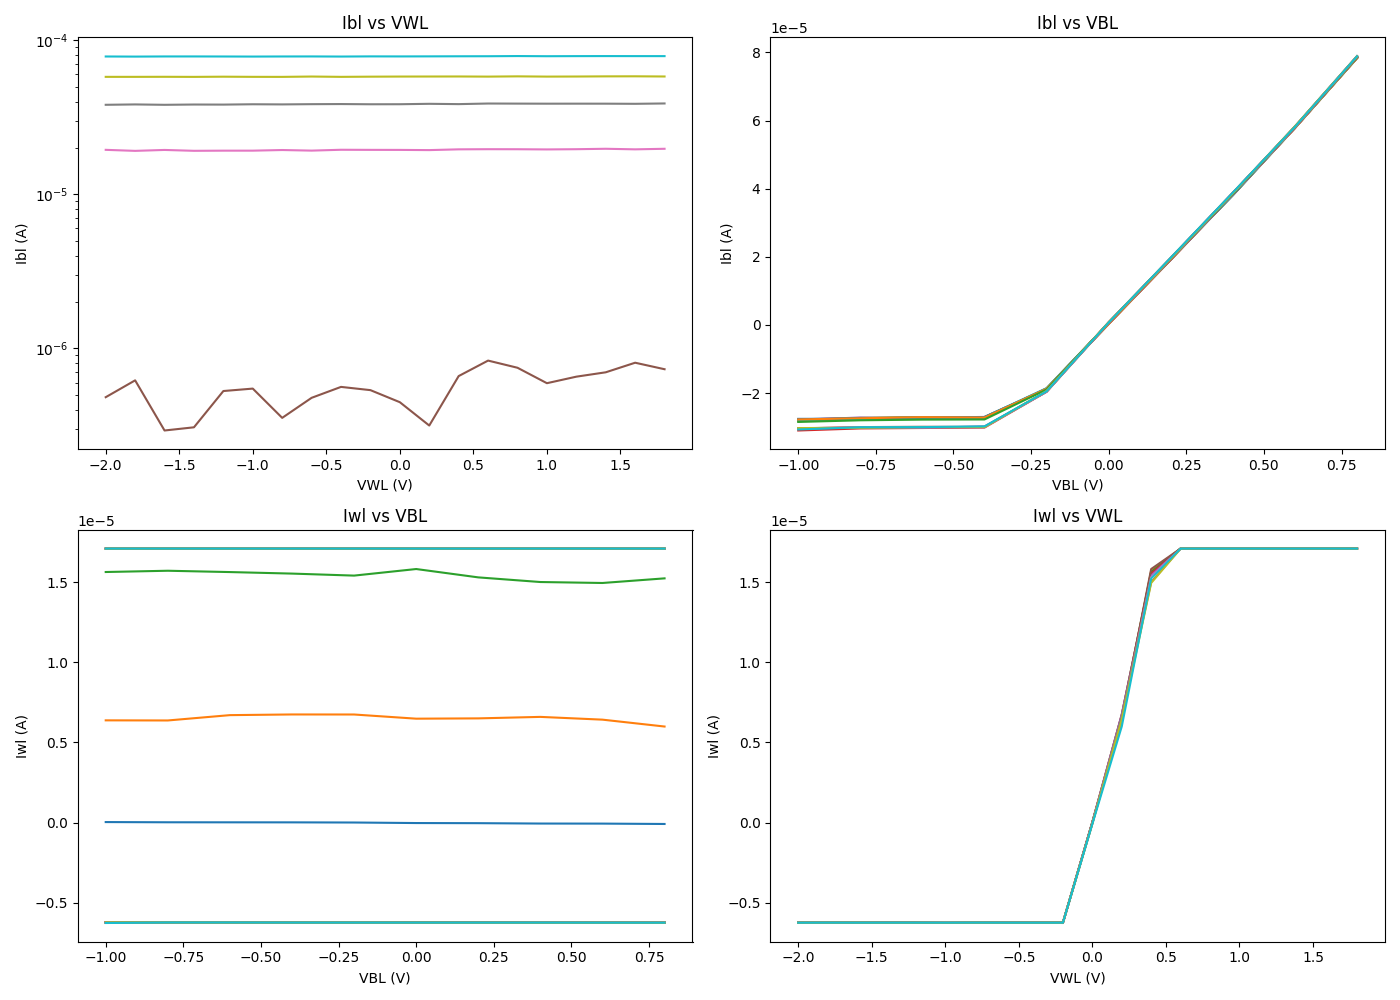 Ibl vs VWL
Ibl (A)
10⁻⁴
10⁻⁵
10⁻⁶
−2.0 −1.5 −1.0 −0.5 0.0 0.5 1.0 1.5
VWL (V)
Ibl vs VBL
1e−5
Ibl (A)
8
6
4
2
0
−2
−1.00 −0.75 −0.50 −0.25 0.00 0.25 0.50 0.75
VBL (V)
Iwl vs VBL
1e−5
Iwl (A)
1.5
1.0
0.5
0.0
−0.5
−1.00 −0.75 −0.50 −0.25 0.00 0.25 0.50 0.75
VBL (V)
Iwl vs VWL
1e−5
Iwl (A)
1.5
1.0
0.5
0.0
−0.5
−2.0 −1.5 −1.0 −0.5 0.0 0.5 1.0 1.5
VWL (V)